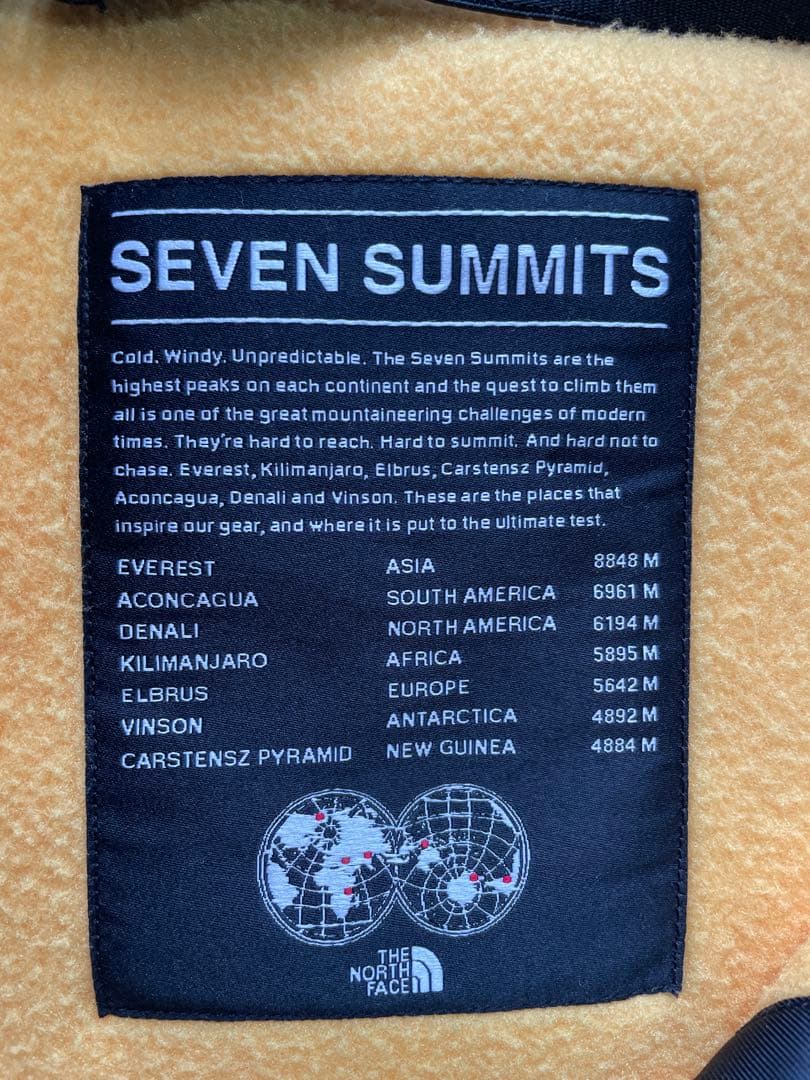 SEVEN SUMMITS
Cold. Windy. Unpredictable. The Seven Summits are the
highest peaks on each continent and the quest to climb them
all is one of the great mountaineering challenges of modern
times. They're hard to reach. Hard to summit. And hard not to
chase. Everest, Kilimanjaro, Elbrus, Carstensz Pyramid,
Aconcagua, Denali and Vinson. These are the places that
inspire our gear, and where it is put to the ultimate test.
EVEREST ASIA 8848 M
ACONCAGUA SOUTH AMERICA 6961 M
DENALI NORTH AMERICA 6194 M
KILIMANJARO AFRICA 5895 M
ELBRUS EUROPE 5642 M
VINSON ANTARCTICA 4892 M
CARSTENSZ PYRAMID NEW GUINEA 4884 M
THE
NORTH
FACE